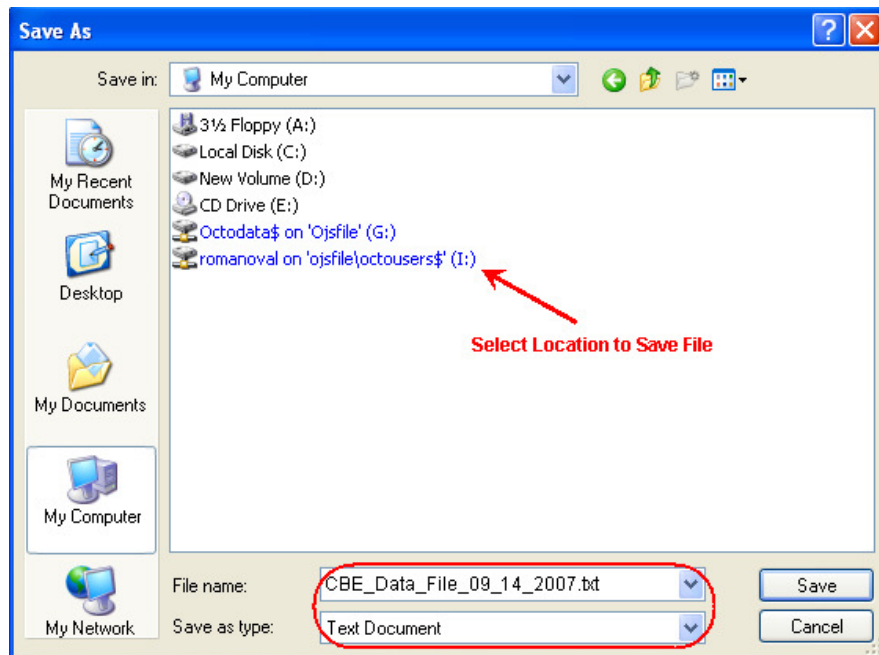 Save As
Save in: My Computer
My Recent Documents
Desktop
My Documents
My Computer
My Network
3½ Floppy (A:)
Local Disk (C:)
New Volume (D:)
CD Drive (E:)
Octodata$ on 'Ojsfile' (G:)
romanoval on 'ojsfile\octousers$' (I:)
Select Location to Save File
File name: CBE_Data_File_09_14_2007.txt
Save
Save as type: Text Document
Cancel